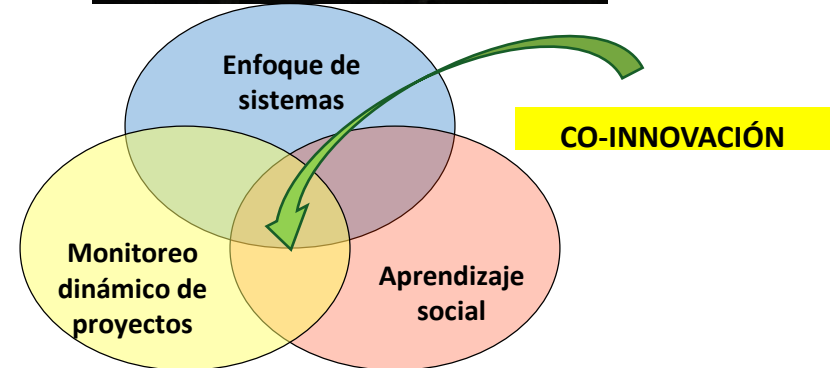 Enfoque de
sistemas
CO-INNOVACIÓN
Monitoreo
dinámico de
proyectos
Aprendizaje
social